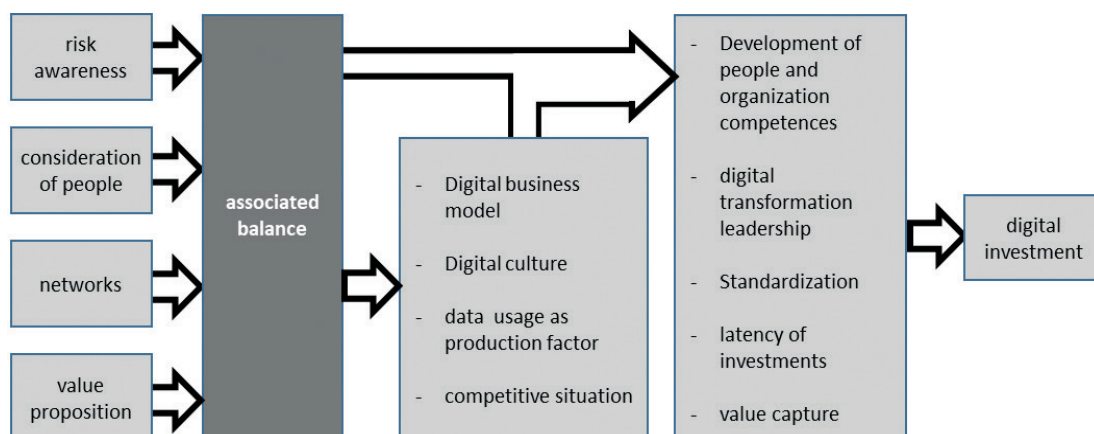 risk
awareness
consideration
of people
networks
value
proposition
associated
balance
- Digital business
model
- Digital culture
- data usage as
production factor
- competitive situation
- Development of
people and
organization
competences
- digital
transformation
leadership
- Standardization
- latency of
investments
- value capture
digital
investment